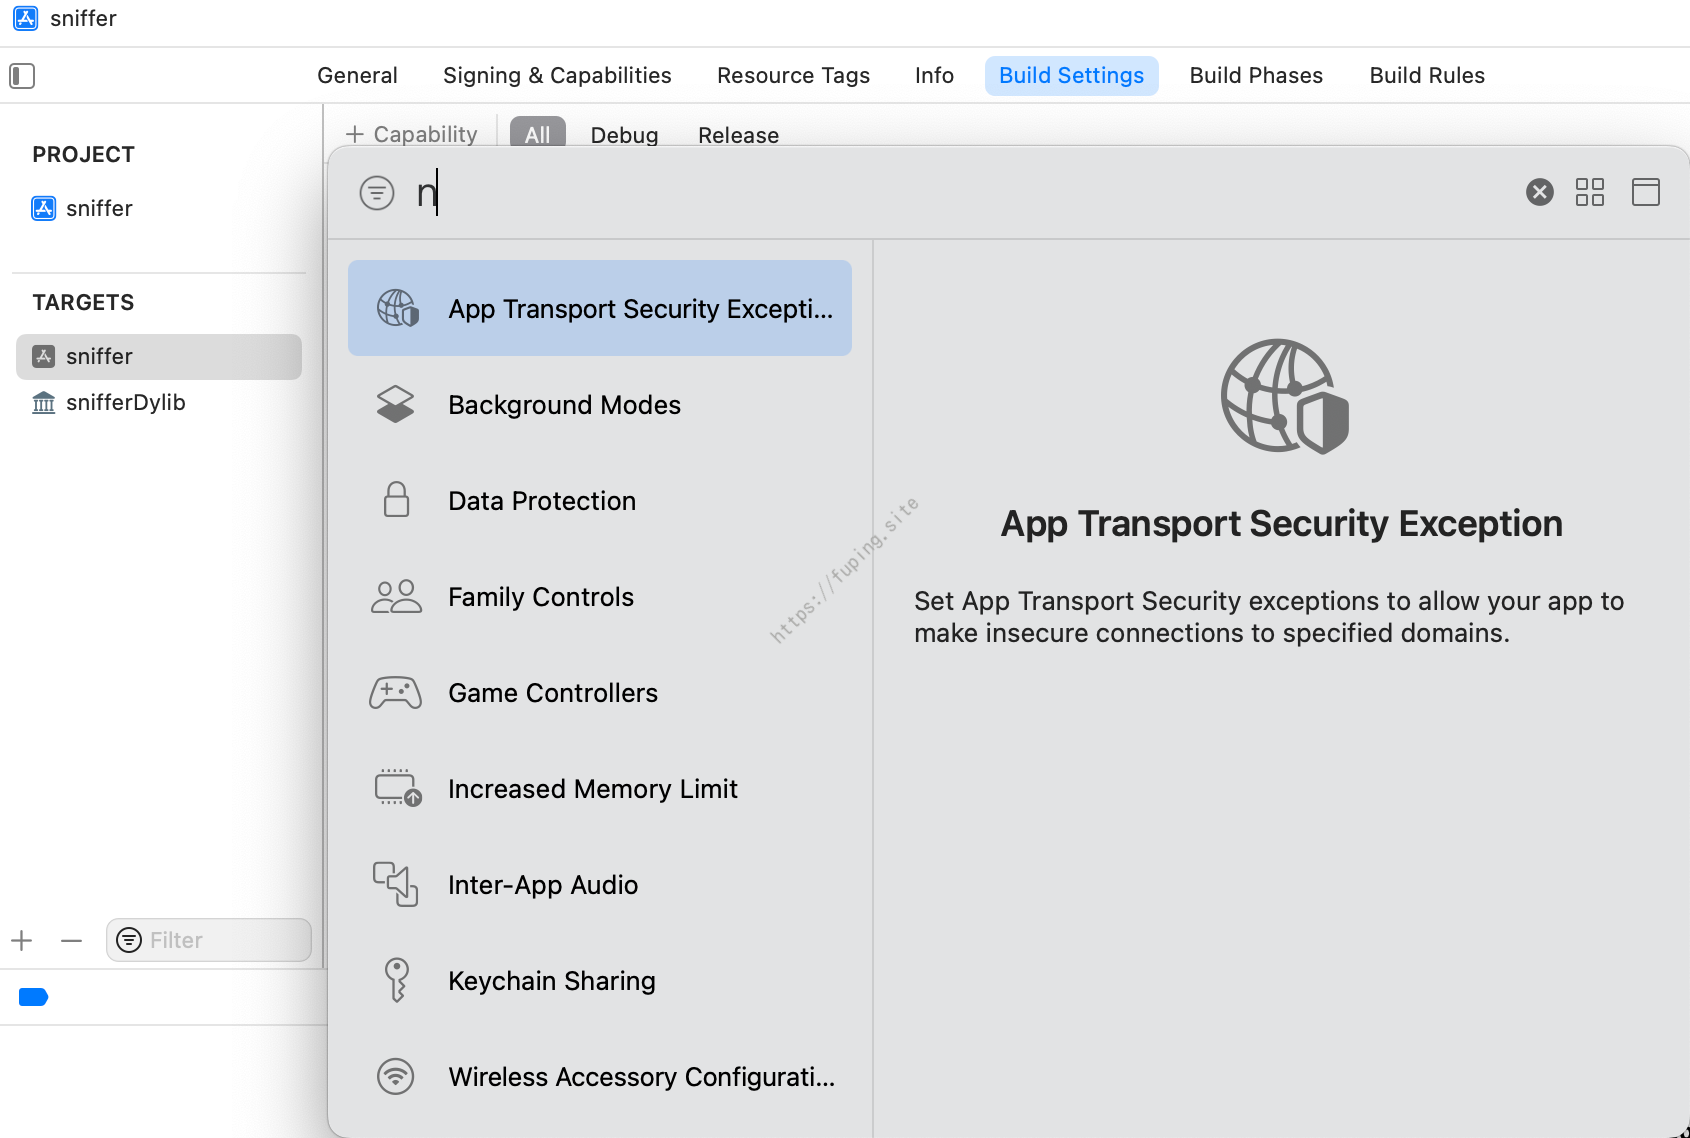 sniffer
General Signing & Capabilities Resource Tags Info Build Settings Build Phases Build Rules
+ Capability All Debug Release
PROJECT
sniffer
TARGETS
sniffer
snifferDylib
Filter
n
App Transport Security Excepti...
Background Modes
Data Protection
Family Controls
Game Controllers
Increased Memory Limit
Inter-App Audio
Keychain Sharing
Wireless Accessory Configurati...
App Transport Security Exception
Set App Transport Security exceptions to allow your app to
make insecure connections to specified domains.
https://fuping.site